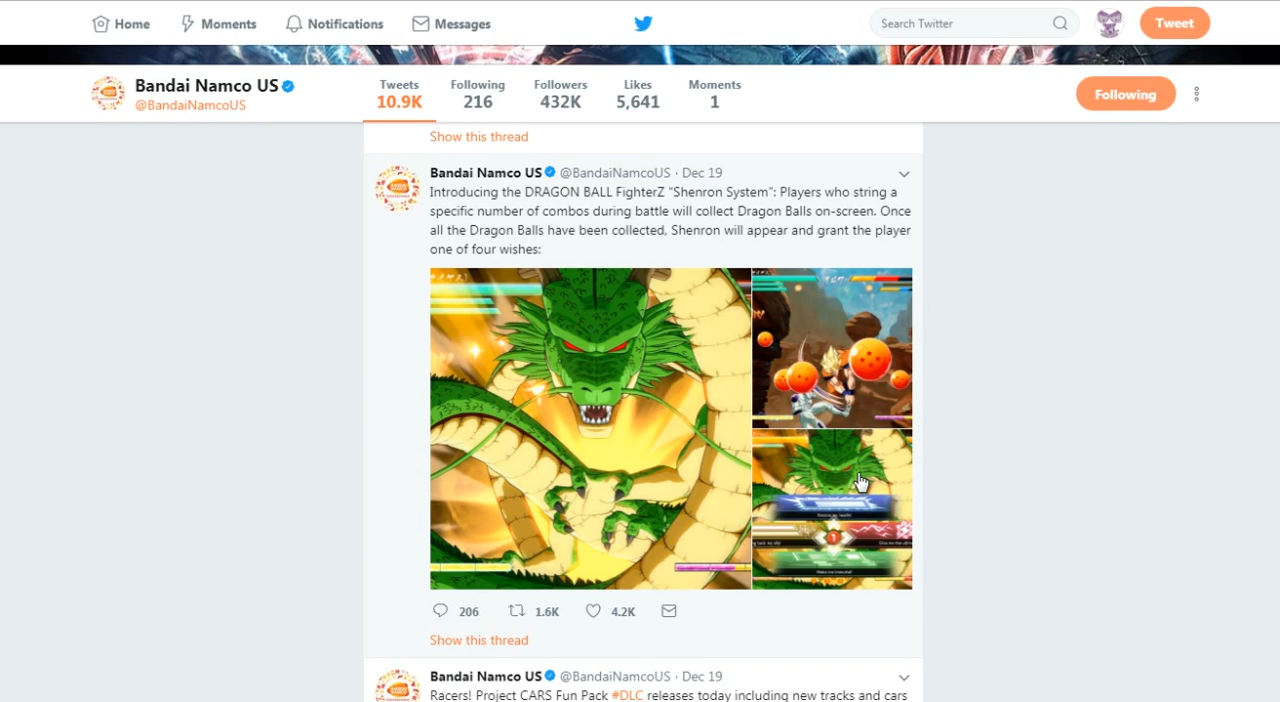 Home Moments Notifications Messages Search Twitter Tweet
Bandai Namco US
@BandaiNamcoUS
Tweets Following Followers Likes Moments
10.9K 216 432K 5,641 1
Following
Show this thread
Bandai Namco US @BandaiNamcoUS · Dec 19
Introducing the DRAGON BALL FighterZ "Shenron System": Players who string a
specific number of combos during battle will collect Dragon Balls on-screen. Once
all the Dragon Balls have been collected, Shenron will appear and grant the player
one of four wishes:
1
206 1.6K 4.2K
Show this thread
Bandai Namco US @BandaiNamcoUS · Dec 19
Racers! Project CARS Fun Pack #DLC releases today including new tracks and cars